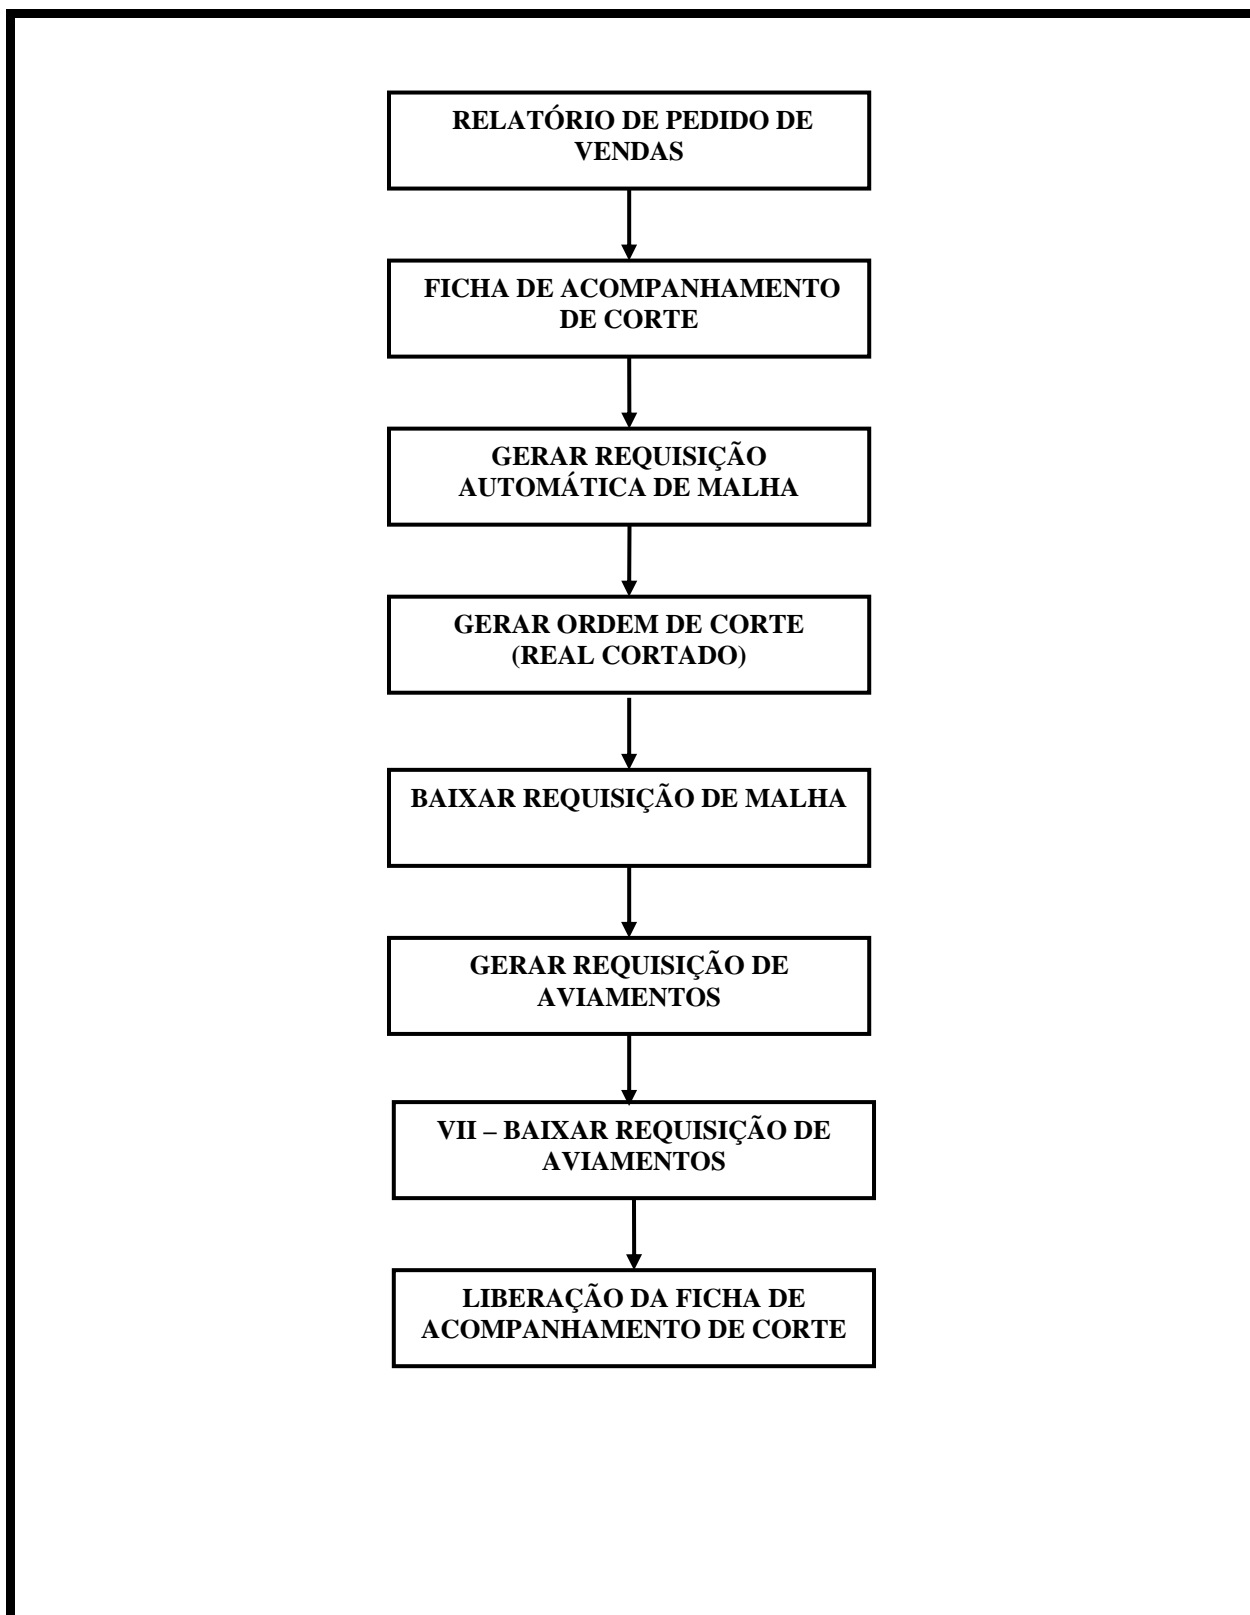 RELATÓRIO DE PEDIDO DE
VENDAS
FICHA DE ACOMPANHAMENTO
DE CORTE
GERAR REQUISIÇÃO
AUTOMÁTICA DE MALHA
GERAR ORDEM DE CORTE
(REAL CORTADO)
BAIXAR REQUISIÇÃO DE MALHA
GERAR REQUISIÇÃO DE
AVIAMENTOS
VII – BAIXAR REQUISIÇÃO DE
AVIAMENTOS
LIBERAÇÃO DA FICHA DE
ACOMPANHAMENTO DE CORTE